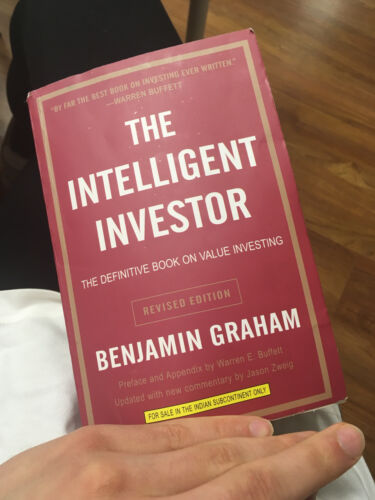 "BY FAR THE BEST BOOK ON INVESTING EVER WRITTEN."
—WARREN BUFFETT
THE
INTELLIGENT
INVESTOR
THE DEFINITIVE BOOK ON VALUE INVESTING
REVISED EDITION
BENJAMIN GRAHAM
Preface and Appendix by Warren E. Buffett
Updated with new commentary by Jason Zweig
FOR SALE IN THE INDIAN SUBCONTINENT ONLY